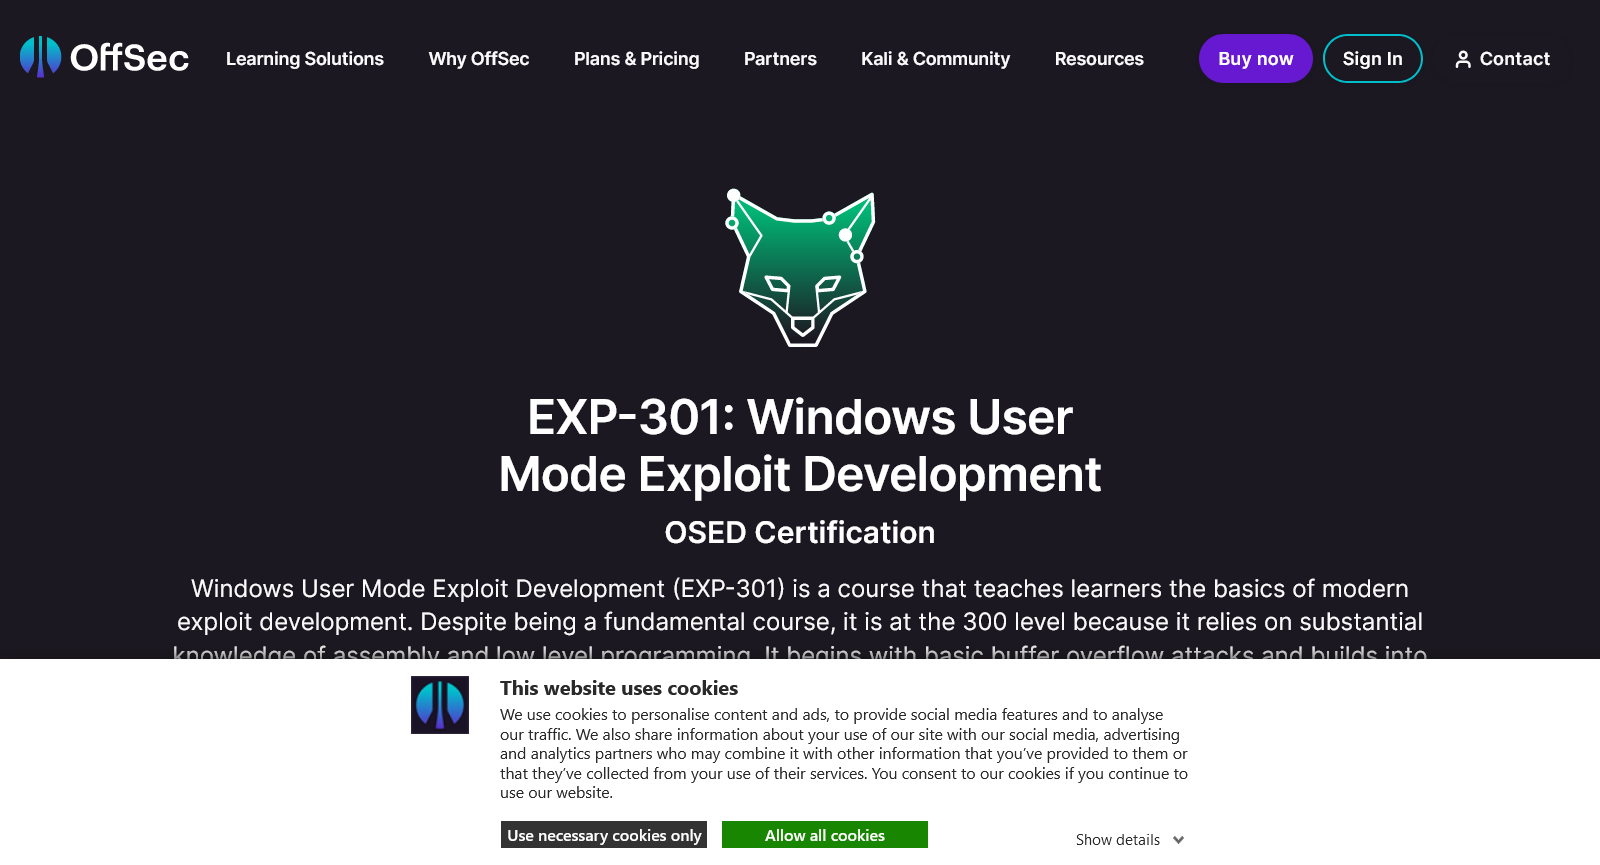 OffSec
Learning Solutions
Why OffSec
Plans & Pricing
Partners
Kali & Community
Resources
Buy now
Sign In
Contact
EXP-301: Windows User
Mode Exploit Development
OSED Certification
Windows User Mode Exploit Development (EXP-301) is a course that teaches learners the basics of modern
exploit development. Despite being a fundamental course, it is at the 300 level because it relies on substantial
knowledge of assembly and low level programming. It begins with basic buffer overflow attacks and builds into
This website uses cookies
We use cookies to personalise content and ads, to provide social media features and to analyse
our traffic. We also share information about your use of our site with our social media, advertising
and analytics partners who may combine it with other information that you’ve provided to them or
that they’ve collected from your use of their services. You consent to our cookies if you continue to
use our website.
Use necessary cookies only
Allow all cookies
Show details